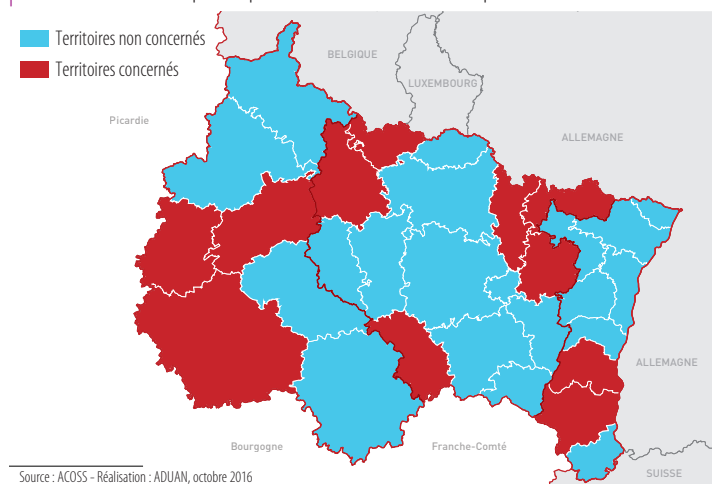 Territoires non concernés
Territoires concernés
BELGIQUE
LUXEMBOURG
Picardie
ALLEMAGNE
ALLEMAGNE
Bourgogne
Franche-Comté
SUISSE
Source : ACOSS - Réalisation : ADUAN, octobre 2016